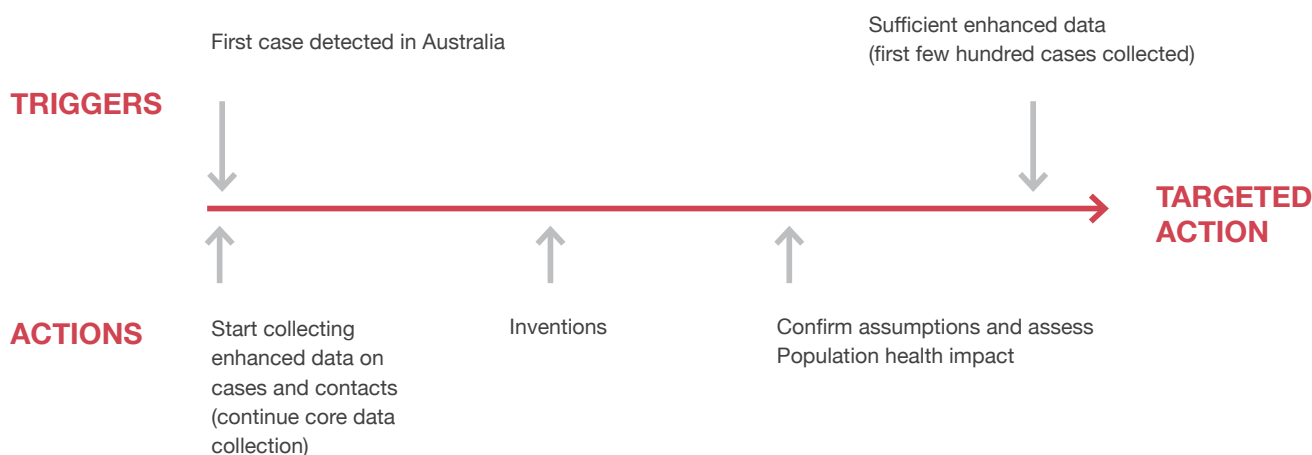 First case detected in Australia
Sufficient enhanced data
(first few hundred cases collected)
TRIGGERS
TARGETED
ACTION
ACTIONS
Start collecting
enhanced data on
cases and contacts
(continue core data
collection)
Inventions
Confirm assumptions and assess
Population health impact